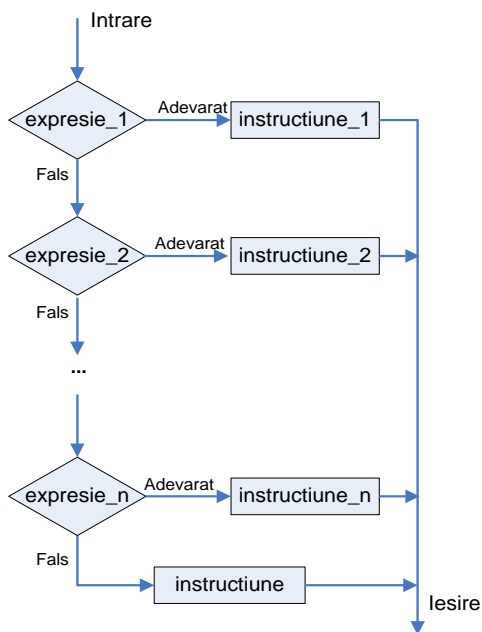 Intrare
expresie_1
Adevarat
instructiune_1
Fals
expresie_2
Adevarat
instructiune_2
Fals
...
expresie_n
Adevarat
instructiune_n
Fals
instructiune
Iesire